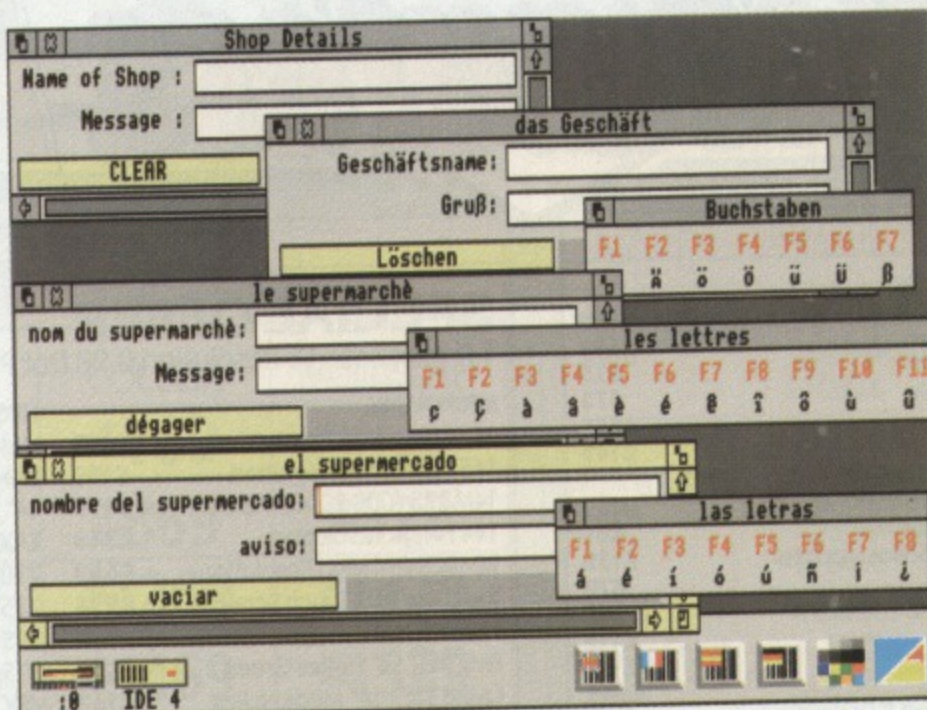 Shop Details
Name of Shop :
Message :
CLEAR
das Geschäft
Geschäftsname:
Gruß:
Löschen
Buchstaben
F1 F2 F3 F4 F5 F6 F7
Ä ö Ö ü Ü ß
le supermarchè
nom du supermarchè:
Message:
dégager
les lettres
F1 F2 F3 F4 F5 F6 F7 F8 F9 F10 F11
ç Ç à â è é ê î ô ù û
el supermercado
nombre del supermercado:
aviso:
vaciar
las letras
F1 F2 F3 F4 F5 F6 F7 F8
á é í ó ú ñ ¡ ¿
:0 IDE 4